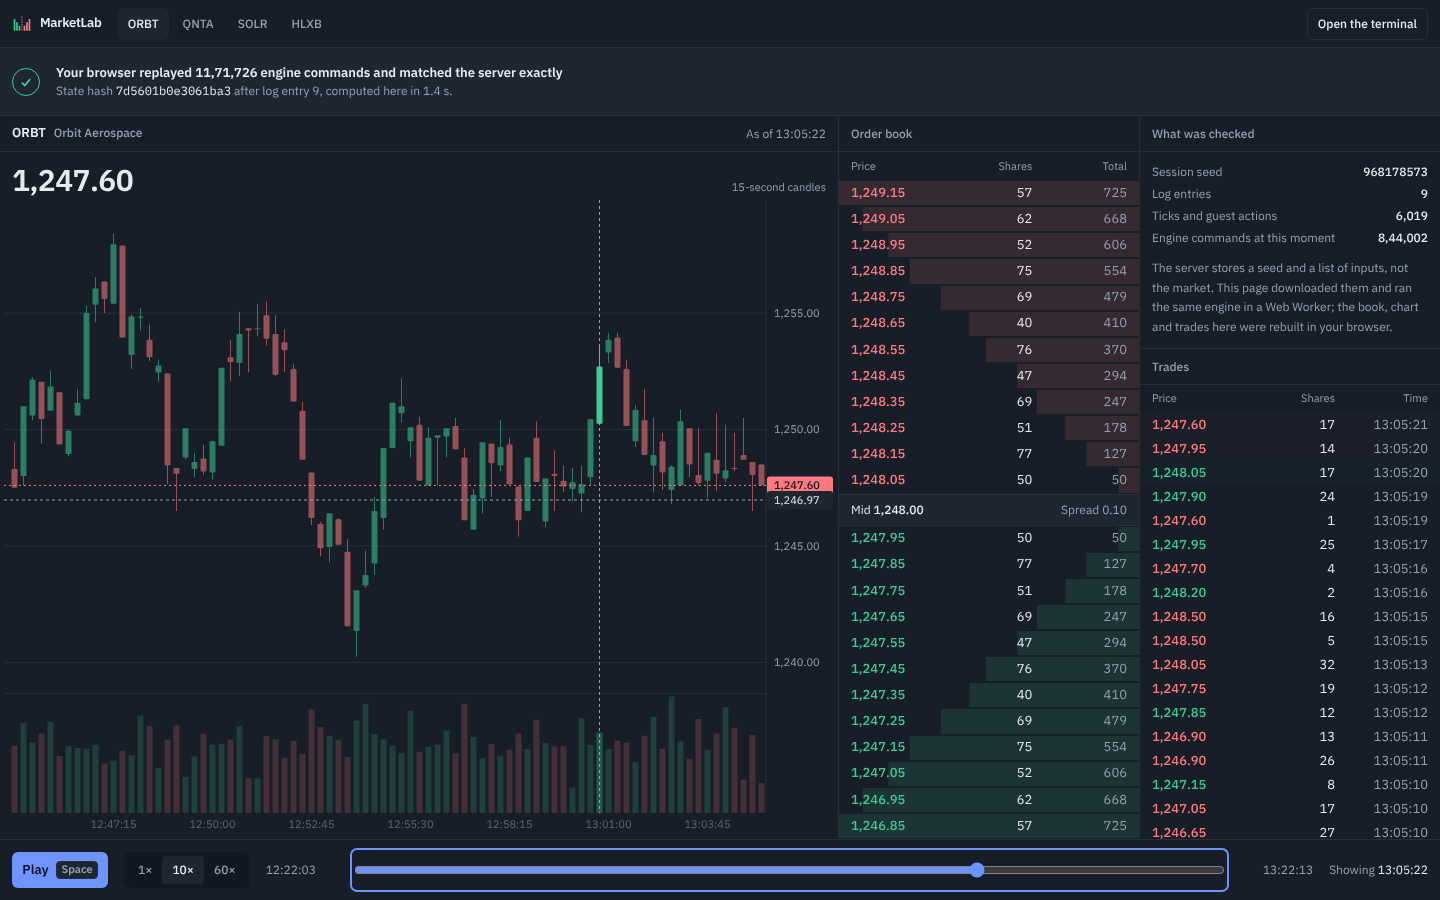 MarketLab ORBT QNTA SOLR HLXB Open the terminal
Your browser replayed 11,71,726 engine commands and matched the server exactly
State hash 7d5601b0e3061ba3 after log entry 9, computed here in 1.4 s.
ORBT Orbit Aerospace As of 13:05:22
1,247.60
15-second candles
1,255.00
1,250.00
1,247.60
1,246.97
1,245.00
1,240.00
12:47:15 12:50:00 12:52:45 12:55:30 12:58:15 13:01:00 13:03:45
Order book
Price Shares Total
1,249.15 57 725
1,249.05 62 668
1,248.95 52 606
1,248.85 75 554
1,248.75 69 479
1,248.65 40 410
1,248.55 76 370
1,248.45 47 294
1,248.35 69 247
1,248.25 51 178
1,248.15 77 127
1,248.05 50 50
Mid 1,248.00 Spread 0.10
1,247.95 50 50
1,247.85 77 127
1,247.75 51 178
1,247.65 69 247
1,247.55 47 294
1,247.45 76 370
1,247.35 40 410
1,247.25 69 479
1,247.15 75 554
1,247.05 52 606
1,246.95 62 668
1,246.85 57 725
What was checked
Session seed 968178573
Log entries 9
Ticks and guest actions 6,019
Engine commands at this moment 8,44,002
The server stores a seed and a list of inputs, not
the market. This page downloaded them and ran
the same engine in a Web Worker; the book, chart
and trades here were rebuilt in your browser.
Trades
Price Shares Time
1,247.60 17 13:05:21
1,247.95 14 13:05:20
1,248.05 17 13:05:20
1,247.90 24 13:05:19
1,247.60 1 13:05:19
1,247.95 25 13:05:17
1,247.70 4 13:05:16
1,248.20 2 13:05:16
1,248.50 16 13:05:15
1,248.50 5 13:05:15
1,248.05 32 13:05:13
1,247.75 19 13:05:12
1,247.85 12 13:05:12
1,246.90 13 13:05:11
1,246.90 26 13:05:11
1,247.15 8 13:05:10
1,247.05 17 13:05:10
1,246.65 27 13:05:10
Play Space 1× 10× 60× 12:22:03 13:22:13 Showing 13:05:22